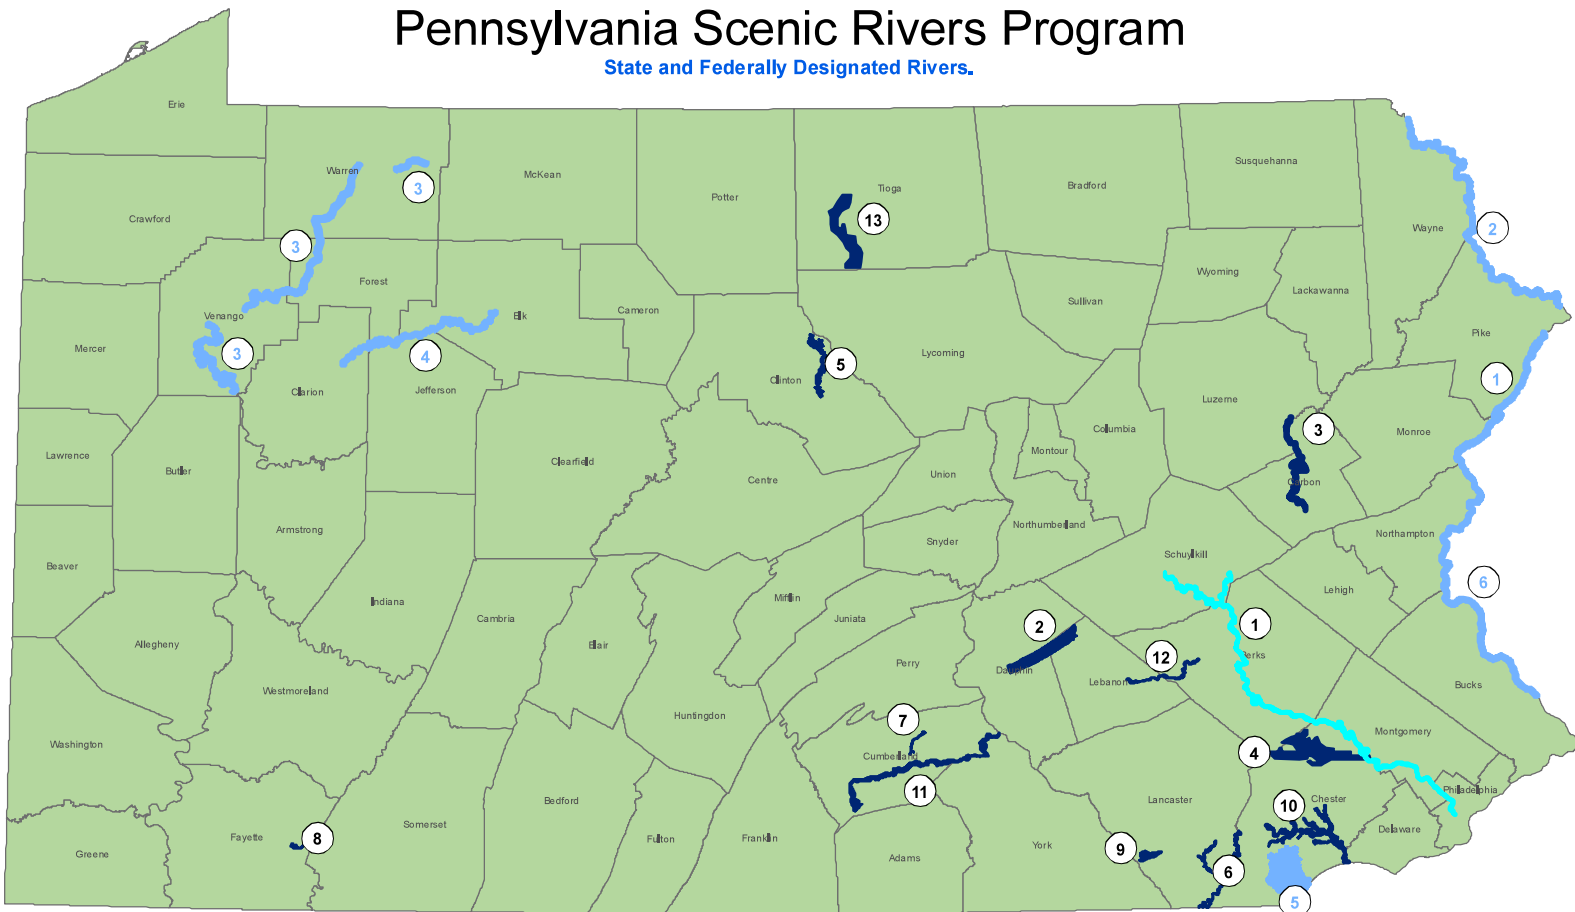 Pennsylvania Scenic Rivers Program
State and Federally Designated Rivers.
Erie
Warren
3
McKean
Potter
Tioga
13
Bradford
Susquehanna
Wayne
2
Crawford
3
Forest
Wyoming
Lackawanna
Venango
3
Elk
Cameron
Sullivan
Pike
Mercer
4
Clarion
Jefferson
Clinton
5
Lycoming
Luzerne
3
Monroe
1
Lawrence
Butler
Clearfield
Centre
Union
Montour
Columbia
Carbon
Beaver
Armstrong
Snyder
Northumberland
Schuylkill
Northampton
6
Indiana
Cambria
Blair
Mifflin
Juniata
2
Lehigh
1
Allegheny
Westmoreland
Perry
Dauphin
12
Lebanon
Berks
Bucks
Washington
Huntingdon
7
Cumberland
11
4
Montgomery
Philadelphia
Greene
Fayette
8
Somerset
Bedford
Fulton
Franklin
Adams
York
Lancaster
9
10
Chester
Delaware
6
5